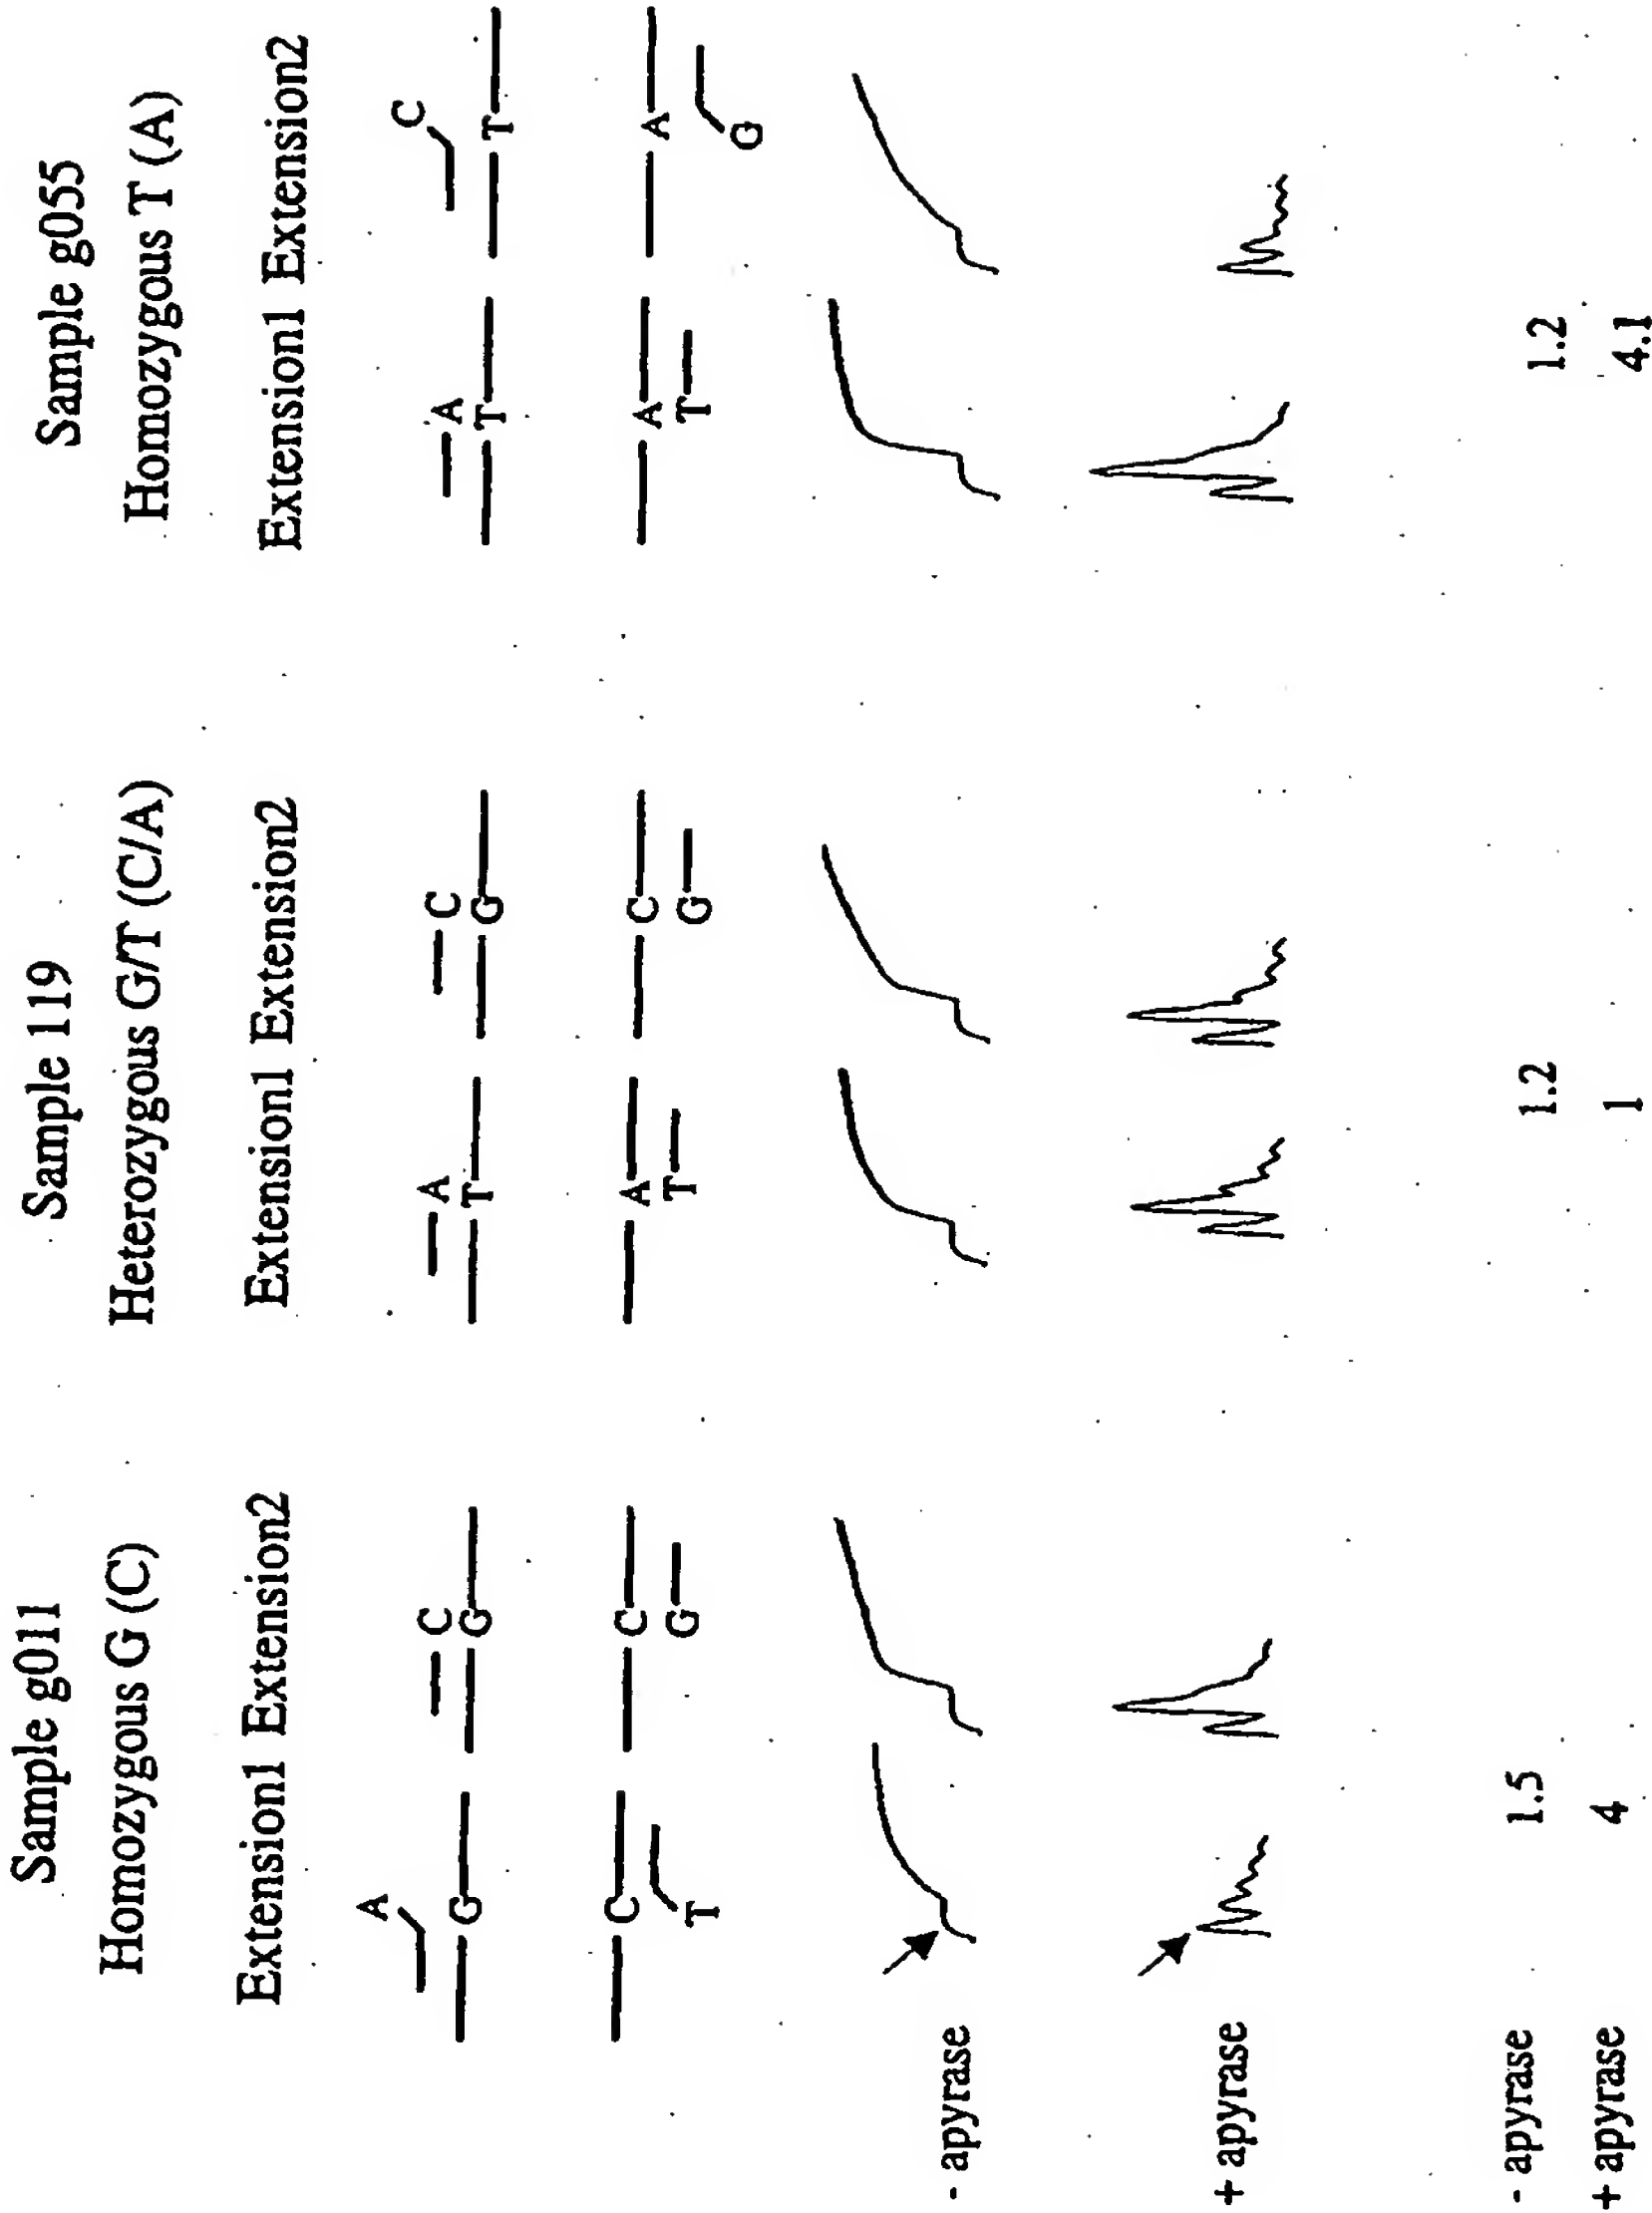 Sample g011 Sample 119 Sample g055
Homozygous G (C) Heterozygous G/T (C/A) Homozygous T (A)
Extension1 Extension2 Extension1 Extension2 Extension1 Extension2
A C A C A C
G G T G T T
C C A C A A
T G T G T G
- apyrase
+ apyrase
- apyrase 1.5 1.2 1.2
+ apyrase 4 1 4.1